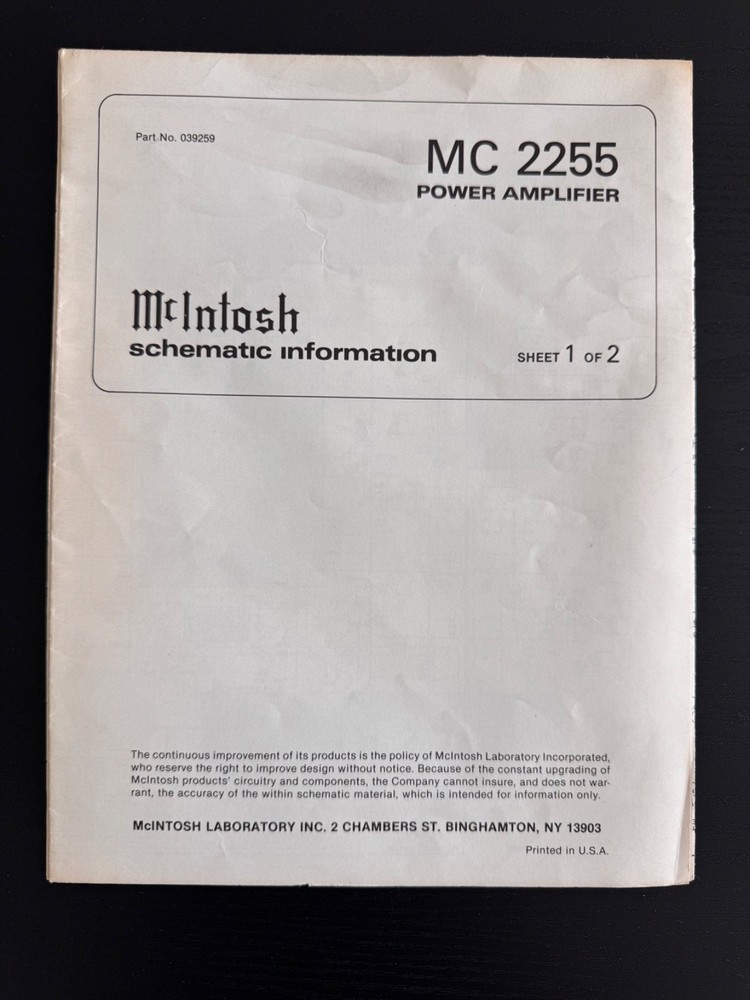 Part No. 039259
MC 2255
POWER AMPLIFIER
McIntosh
schematic information
SHEET 1 OF 2
The continuous improvement of its products is the policy of McIntosh Laboratory Incorporated,
who reserve the right to improve design without notice. Because of the constant upgrading of
McIntosh products' circuitry and components, the Company cannot insure, and does not war-
rant, the accuracy of the within schematic material, which is intended for information only.
McINTOSH LABORATORY INC. 2 CHAMBERS ST. BINGHAMTON, NY 13903
Printed in U.S.A.